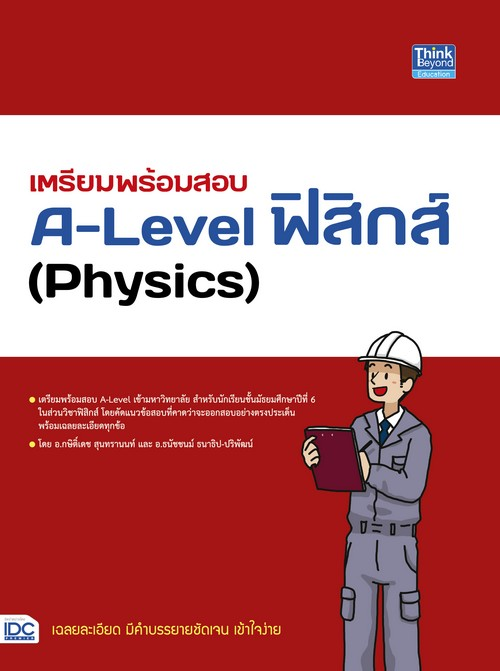 Think
Beyond
Education
เตรียมพร้อมสอบ
A-Level ฟิสิกส์
(Physics)
เตรียมพร้อมสอบ A-Level เข้ามหาวิทยาลัย สำหรับนักเรียนชั้นมัธยมศึกษาปีที่ 6
ในส่วนวิชาฟิสิกส์ โดยคัดแนวข้อสอบที่คาดว่าจะออกสอบอย่างตรงประเด็น
พร้อมเฉลยละเอียดทุกข้อ
โดย อ.กษิดิ์เดช สุนทรานนท์ และ อ.ธนัชชนม์ ธนาธิป-ปริพัฒน์
IDC
PREMIER
เฉลยละเอียด มีคำบรรยายชัดเจน เข้าใจง่าย